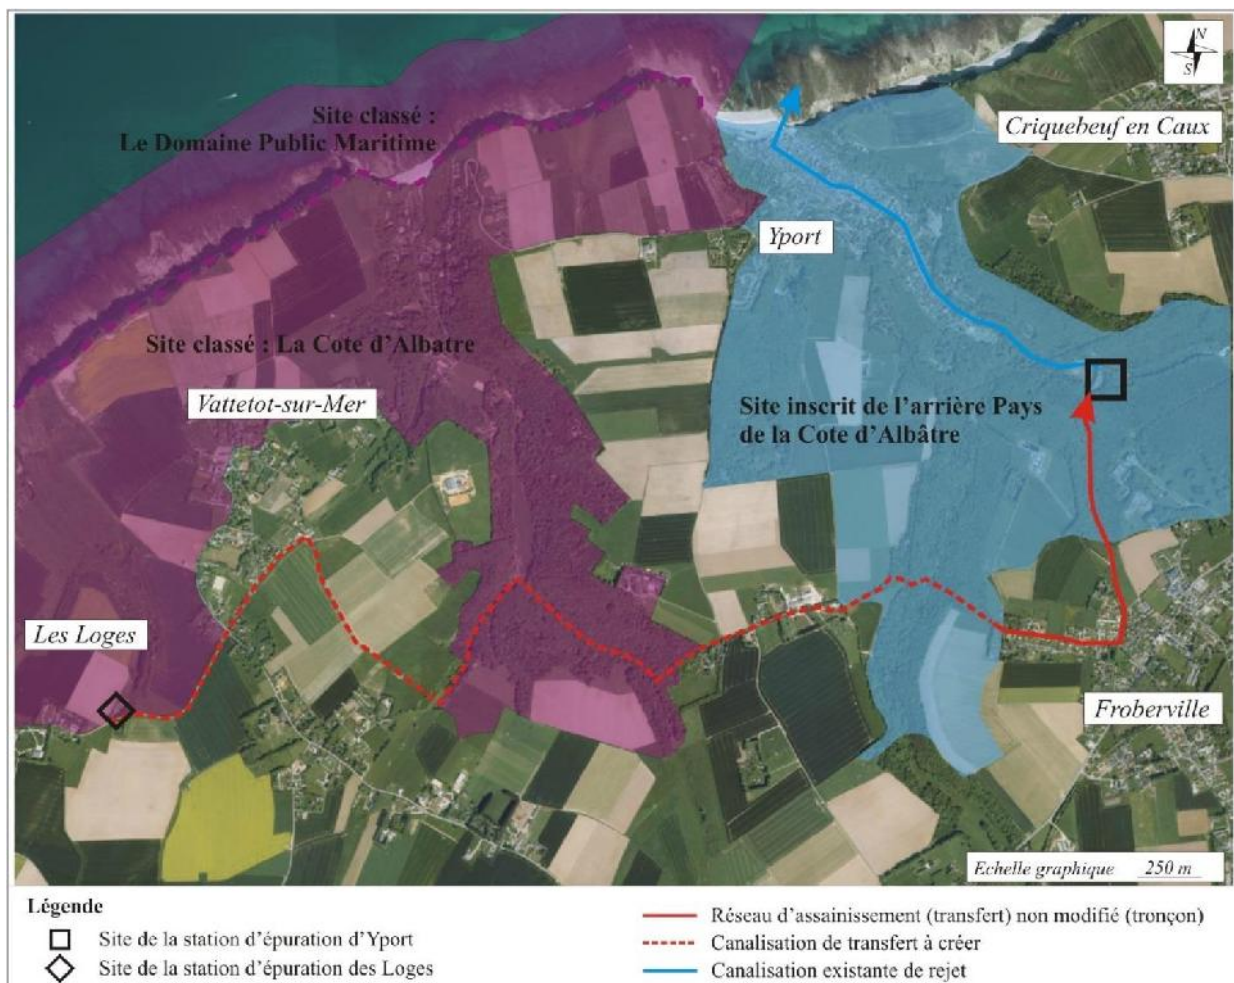 N
S
Site classé :
Le Domaine Public Maritime
Criquebeuf en Caux
Yport
Site classé : La Cote d'Albatre
Vattetot-sur-Mer
Site inscrit de l'arrière Pays
de la Cote d'Albâtre
Les Loges
Froberville
Echelle graphique 250 m
Légende
Site de la station d'épuration d'Yport
Site de la station d'épuration des Loges
Réseau d'assainissement (transfert) non modifié (tronçon)
Canalisation de transfert à créer
Canalisation existante de rejet